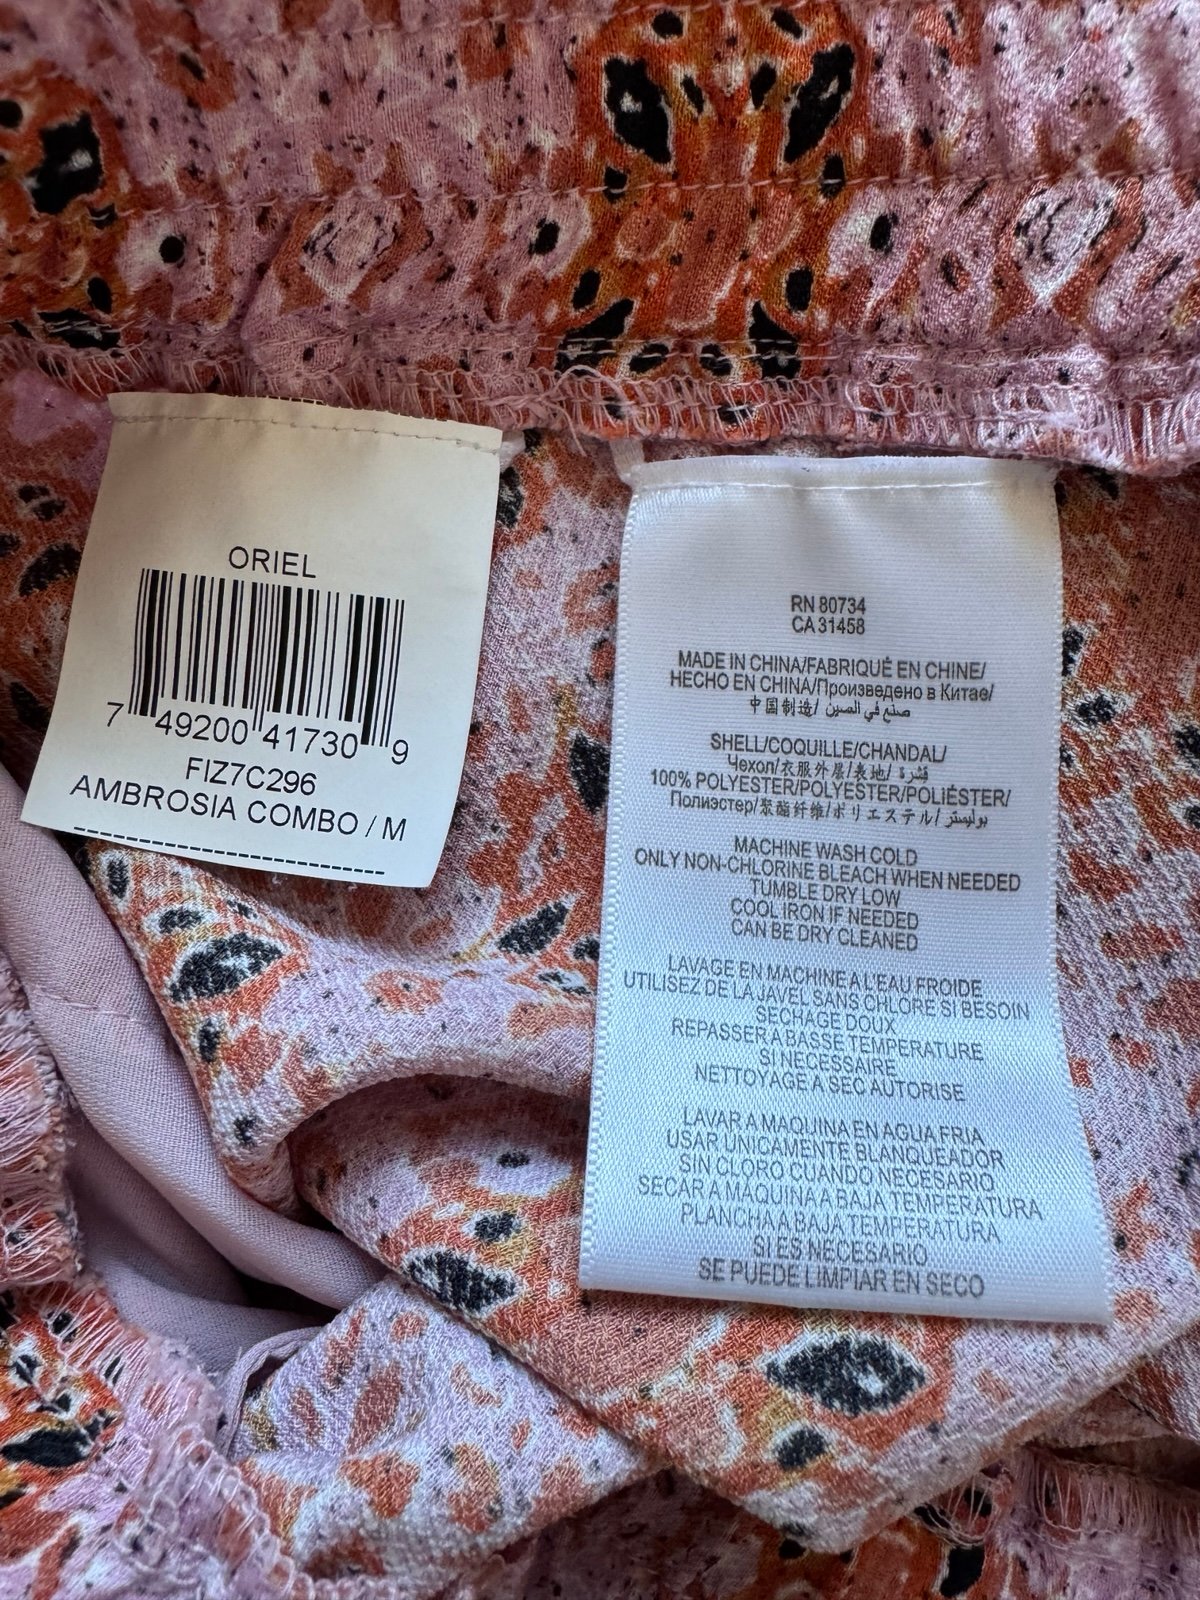 ORIEL
7 49200 41730 9
FIZ7C296
AMBROSIA COMBO / M
RN 80734
CA 31458
MADE IN CHINA/FABRIQUÉ EN CHINE/
HECHO EN CHINA/Произведено в Китае/
中国制造/ صنع في الصين
SHELL/COQUILLE/CHANDAL/
Чехол/衣服外层/表地/ قشرة
100% POLYESTER/POLYESTER/POLIÉSTER/
Полиэстер/聚酯纤维/ポリエステル/ بوليستر
MACHINE WASH COLD
ONLY NON-CHLORINE BLEACH WHEN NEEDED
TUMBLE DRY LOW
COOL IRON IF NEEDED
CAN BE DRY CLEANED
LAVAGE EN MACHINE A L'EAU FROIDE
UTILISEZ DE LA JAVEL SANS CHLORE SI BESOIN
SECHAGE DOUX
REPASSER A BASSE TEMPERATURE
SI NECESSAIRE
NETTOYAGE A SEC AUTORISE
LAVAR A MAQUINA EN AGUA FRIA
USAR UNICAMENTE BLANQUEADOR
SIN CLORO CUANDO NECESARIO
SECAR A MAQUINA A BAJA TEMPERATURA
PLANCHA A BAJA TEMPERATURA
SI ES NECESARIO
SE PUEDE LIMPIAR EN SECO